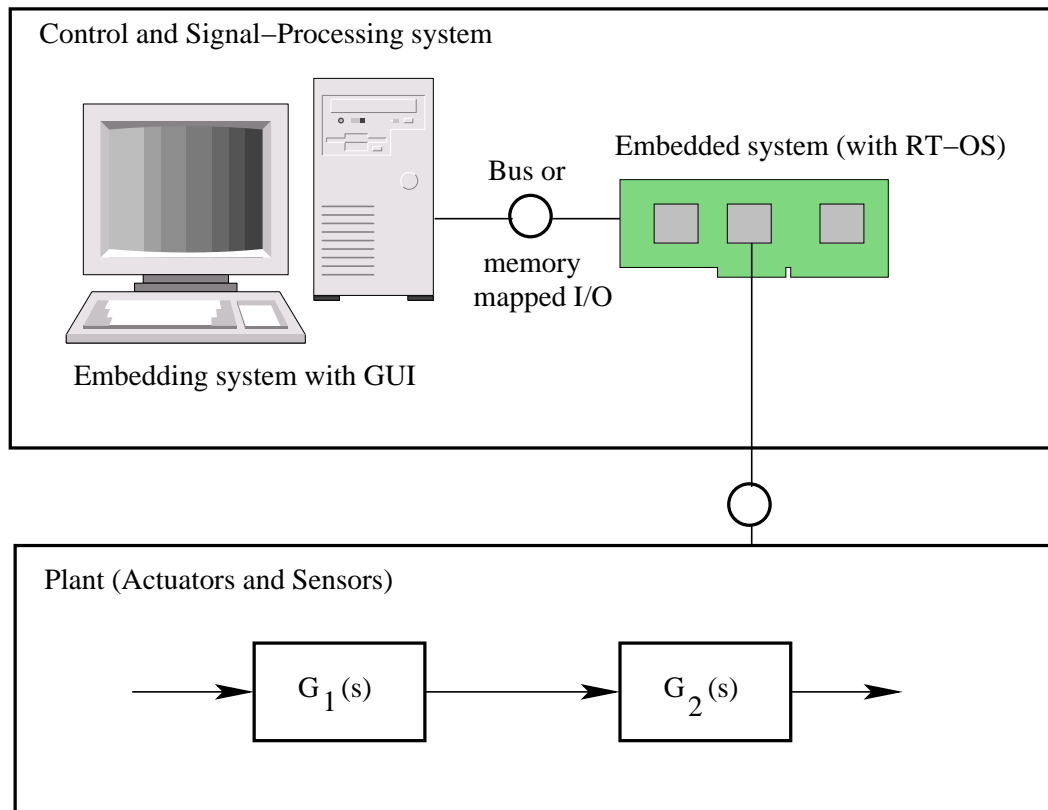 Control and Signal–Processing system
Embedded system (with RT–OS)
Bus or
memory
mapped I/O
Embedding system with GUI
Plant (Actuators and Sensors)
G1(s)
G2(s)